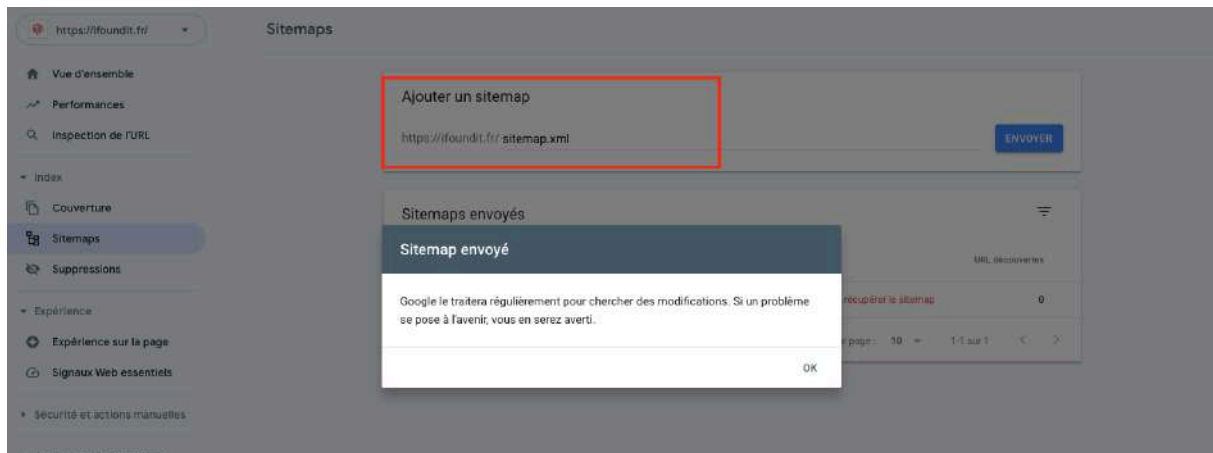 https://ifoundit.fr/
Sitemaps
Vue d'ensemble
Performances
Inspection de l'URL
Index
Couverture
Sitemaps
Suppressions
Expérience
Expérience sur la page
Signaux Web essentiels
Sécurité et actions manuelles
Ajouter un sitemap
https://ifoundit.fr/ sitemap.xml
ENVOYER
Sitemaps envoyés
URL découvertes
récupérer le sitemap 0
page : 10 1-1 sur 1
Sitemap envoyé
Google le traitera régulièrement pour chercher des modifications. Si un problème
se pose à l'avenir, vous en serez averti.
OK